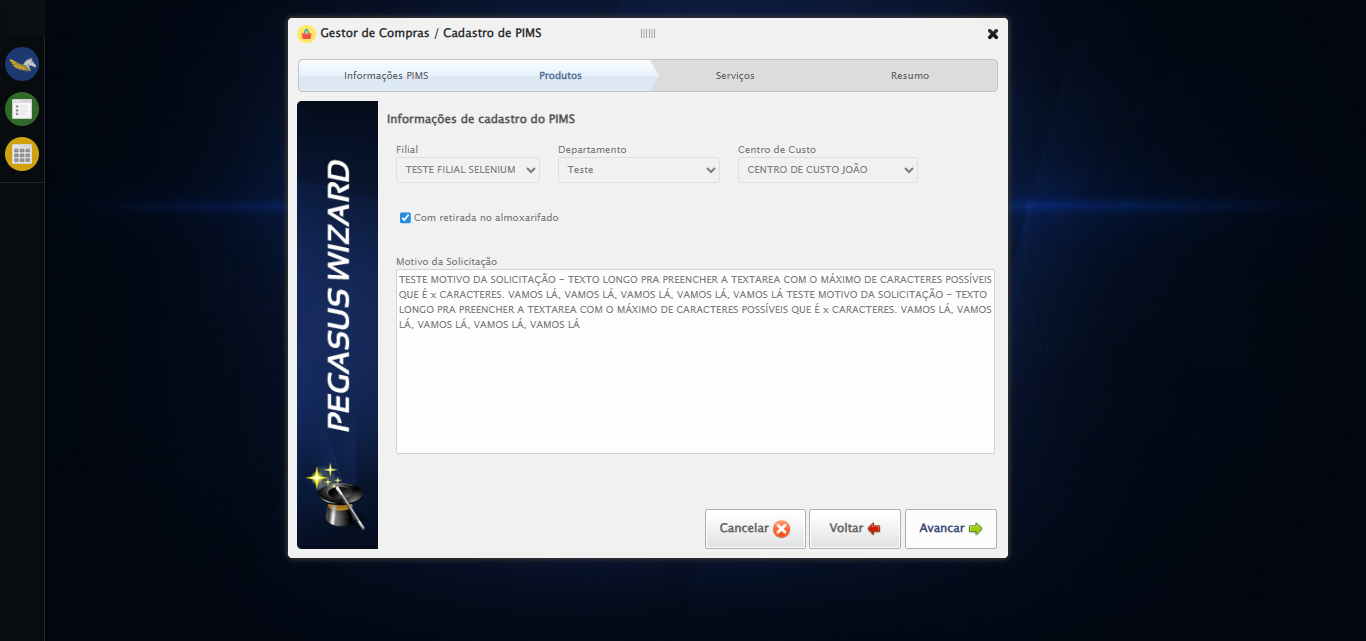 Gestor de Compras / Cadastro de PIMS
Informações PIMS
Produtos
Serviços
Resumo
PEGASUS WIZARD
Informações de cadastro do PIMS
Filial
Departamento
Centro de Custo
TESTE FILIAL SELENIUM
Teste
CENTRO DE CUSTO JOÃO
Com retirada no almoxarifado
Motivo da Solicitação
TESTE MOTIVO DA SOLICITAÇÃO - TEXTO LONGO PRA PREENCHER A TEXTAREA COM O MÁXIMO DE CARACTERES POSSÍVEIS
QUE É x CARACTERES. VAMOS LÁ, VAMOS LÁ, VAMOS LÁ, VAMOS LÁ, VAMOS LÁ TESTE MOTIVO DA SOLICITAÇÃO - TEXTO
LONGO PRA PREENCHER A TEXTAREA COM O MÁXIMO DE CARACTERES POSSÍVEIS QUE É x CARACTERES. VAMOS LÁ, VAMOS
LÁ, VAMOS LÁ, VAMOS LÁ, VAMOS LÁ
Cancelar
Voltar
Avancar